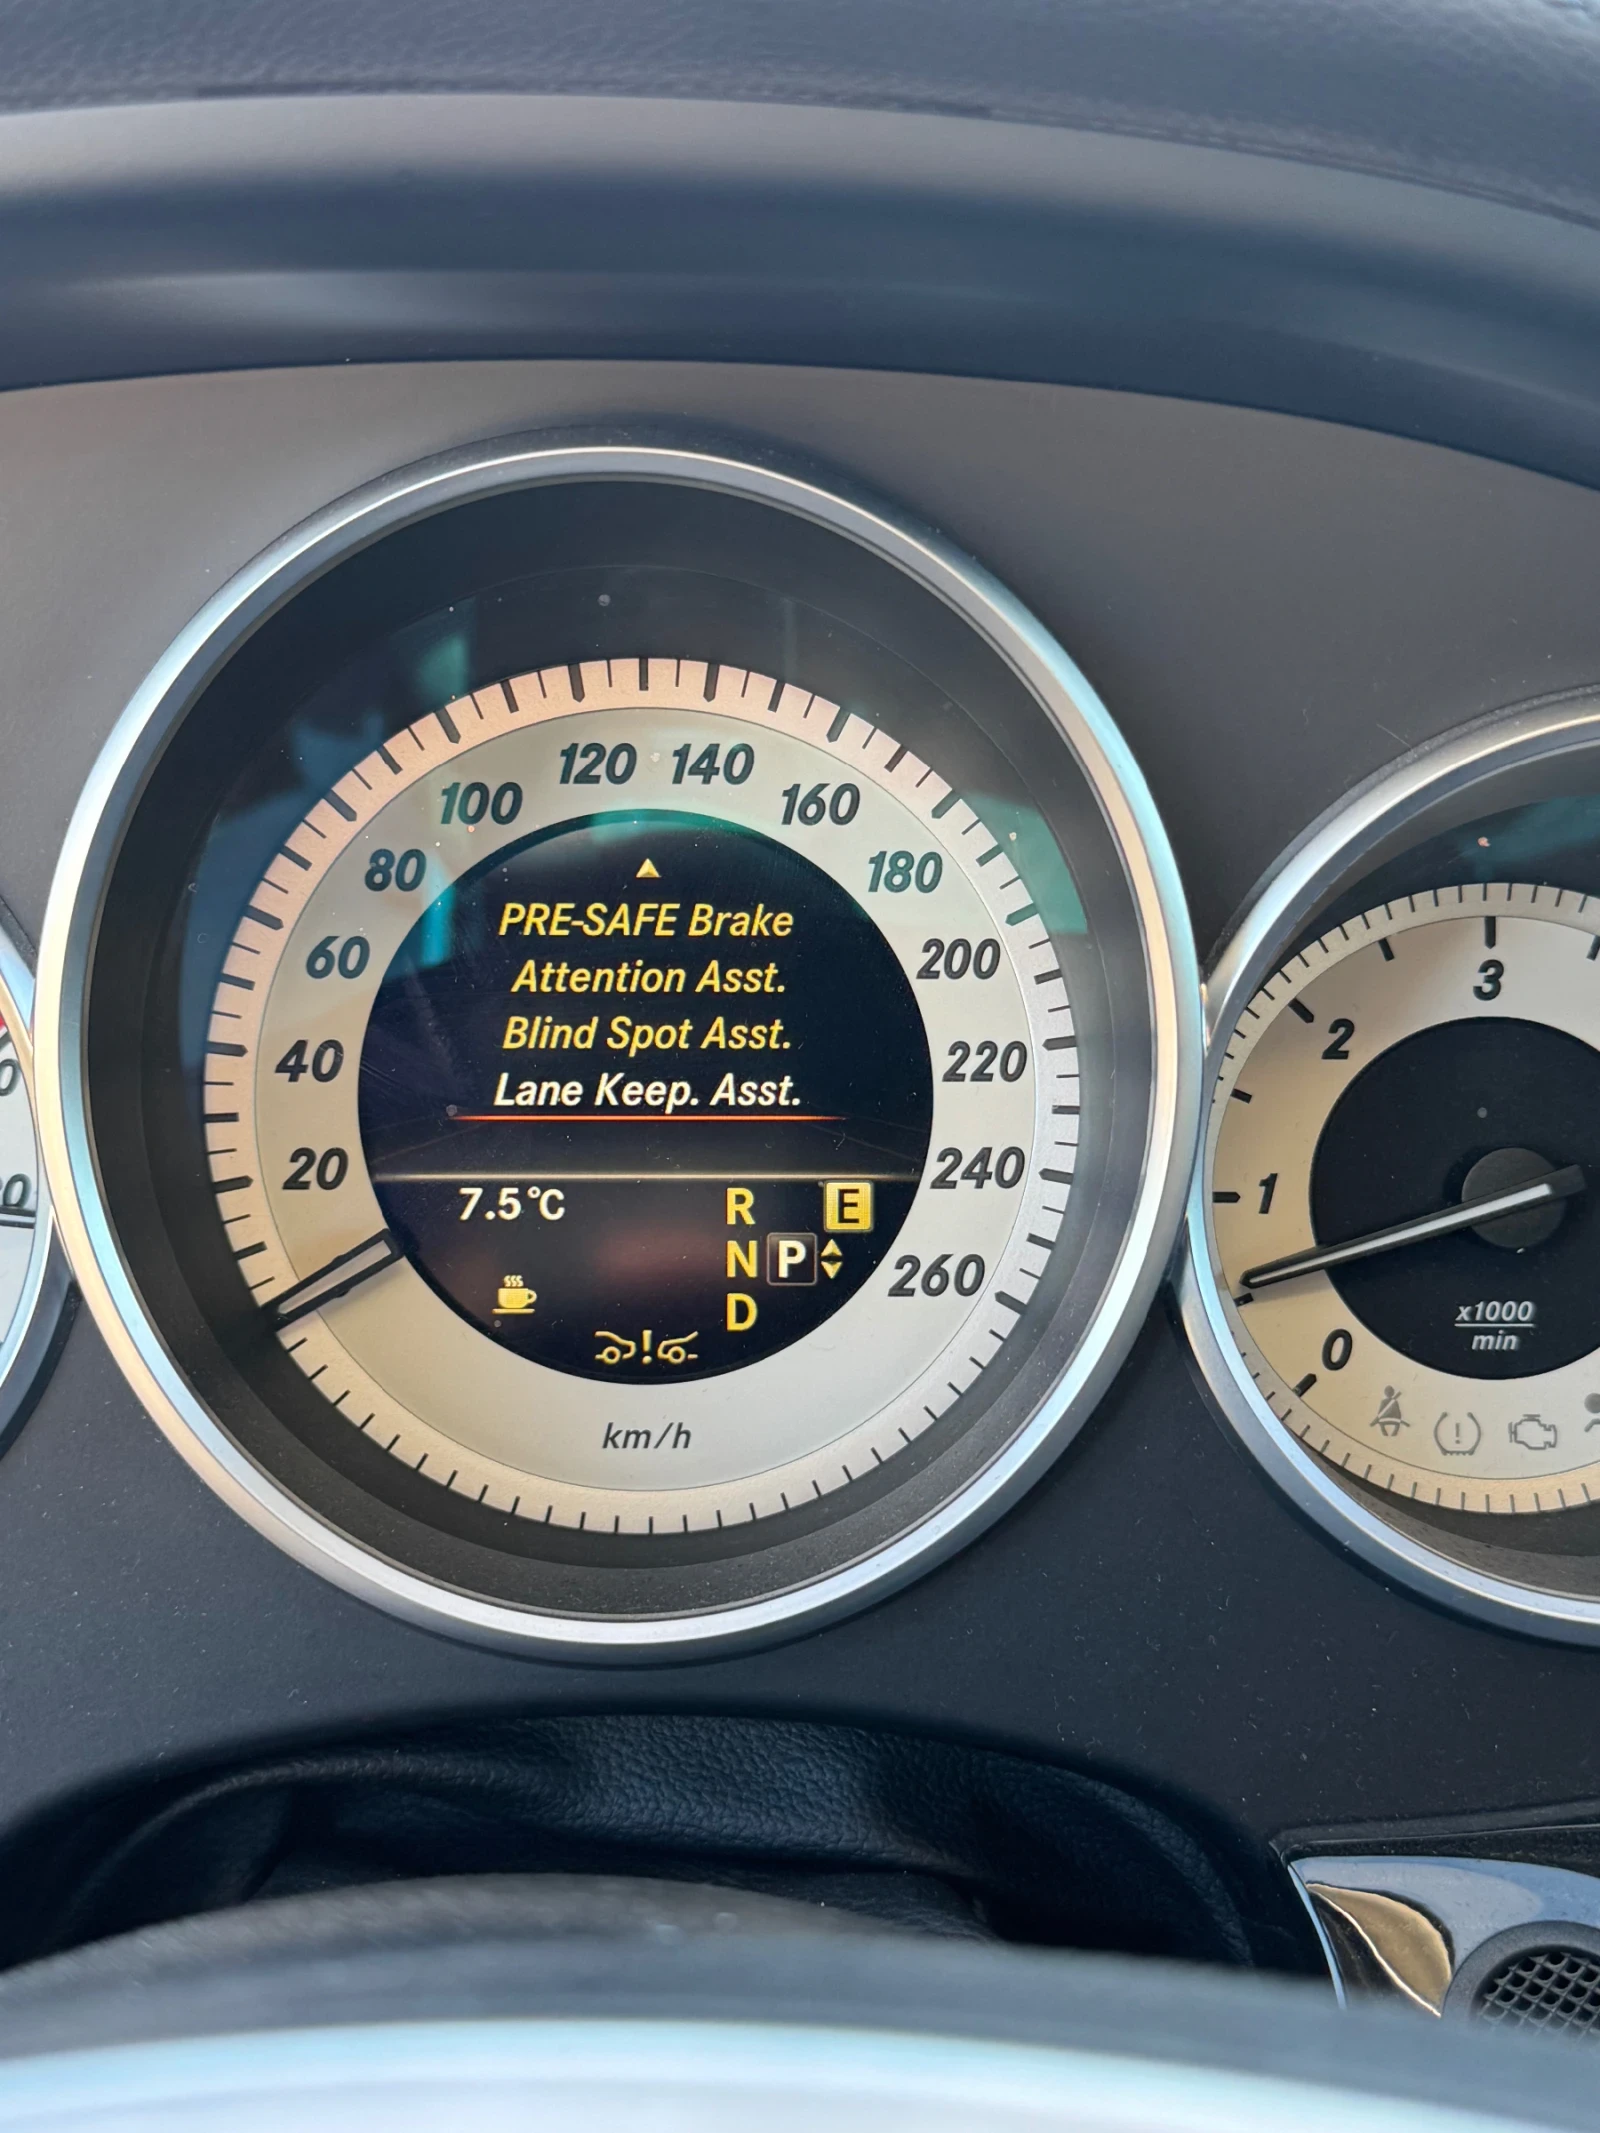 120 140
100 160
80 180
60 200
40 220
20 240
260
PRE-SAFE Brake
Attention Asst.
Blind Spot Asst.
Lane Keep. Asst.
7.5°C
R
N
D
P
E
km/h
3
2
1
0
x1000
min